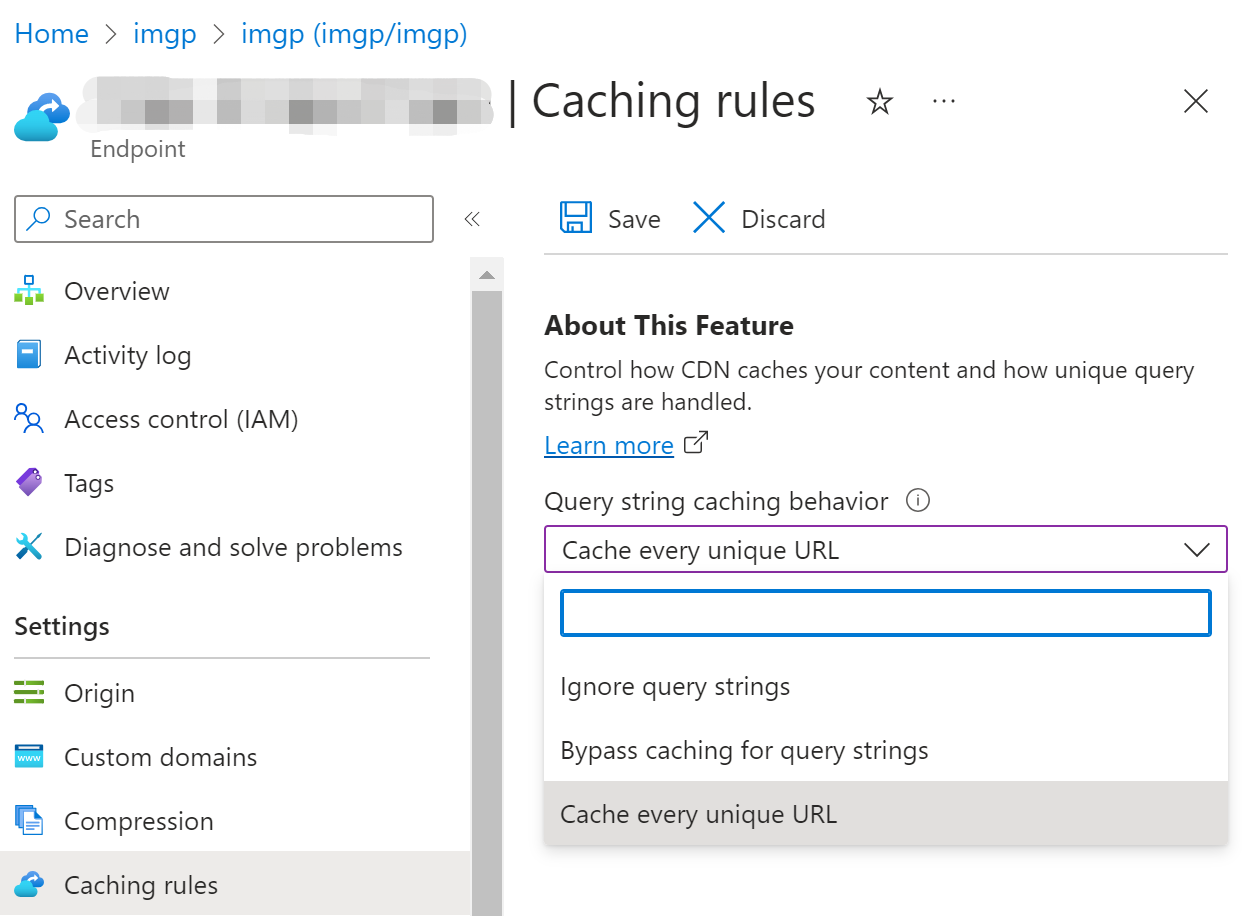 Home > imgp > imgp (imgp/imgp)
| Caching rules
Endpoint
Search
Overview
Activity log
Access control (IAM)
Tags
Diagnose and solve problems
Settings
Origin
Custom domains
Compression
Caching rules
Save
Discard
About This Feature
Control how CDN caches your content and how unique query
strings are handled.
Learn more
Query string caching behavior
Cache every unique URL
Ignore query strings
Bypass caching for query strings
Cache every unique URL